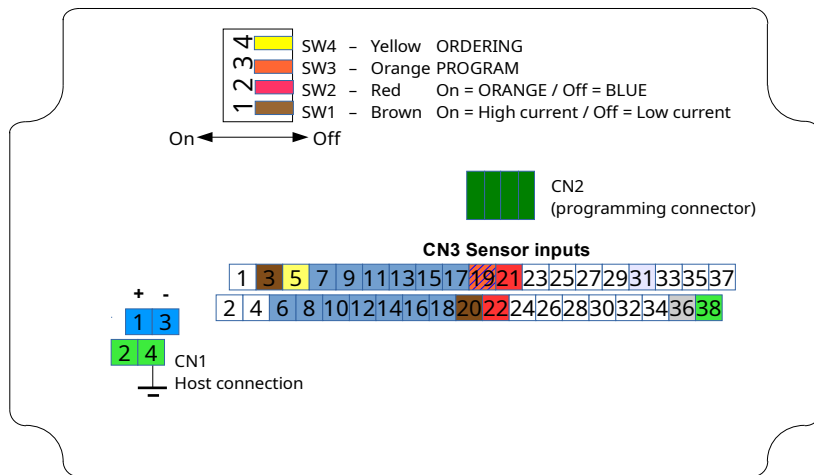 4 SW4 – Yellow ORDERING
3 SW3 – Orange PROGRAM
2 SW2 – Red On = ORANGE / Off = BLUE
1 SW1 – Brown On = High current / Off = Low current
On Off
CN2
(programming connector)
CN3 Sensor inputs
1 3 5 7 9 11 13 15 17 19 21 23 25 27 29 31 33 35 37
2 4 6 8 10 12 14 16 18 20 22 24 26 28 30 32 34 36 38
+ -
1 3
2 4
CN1
Host connection